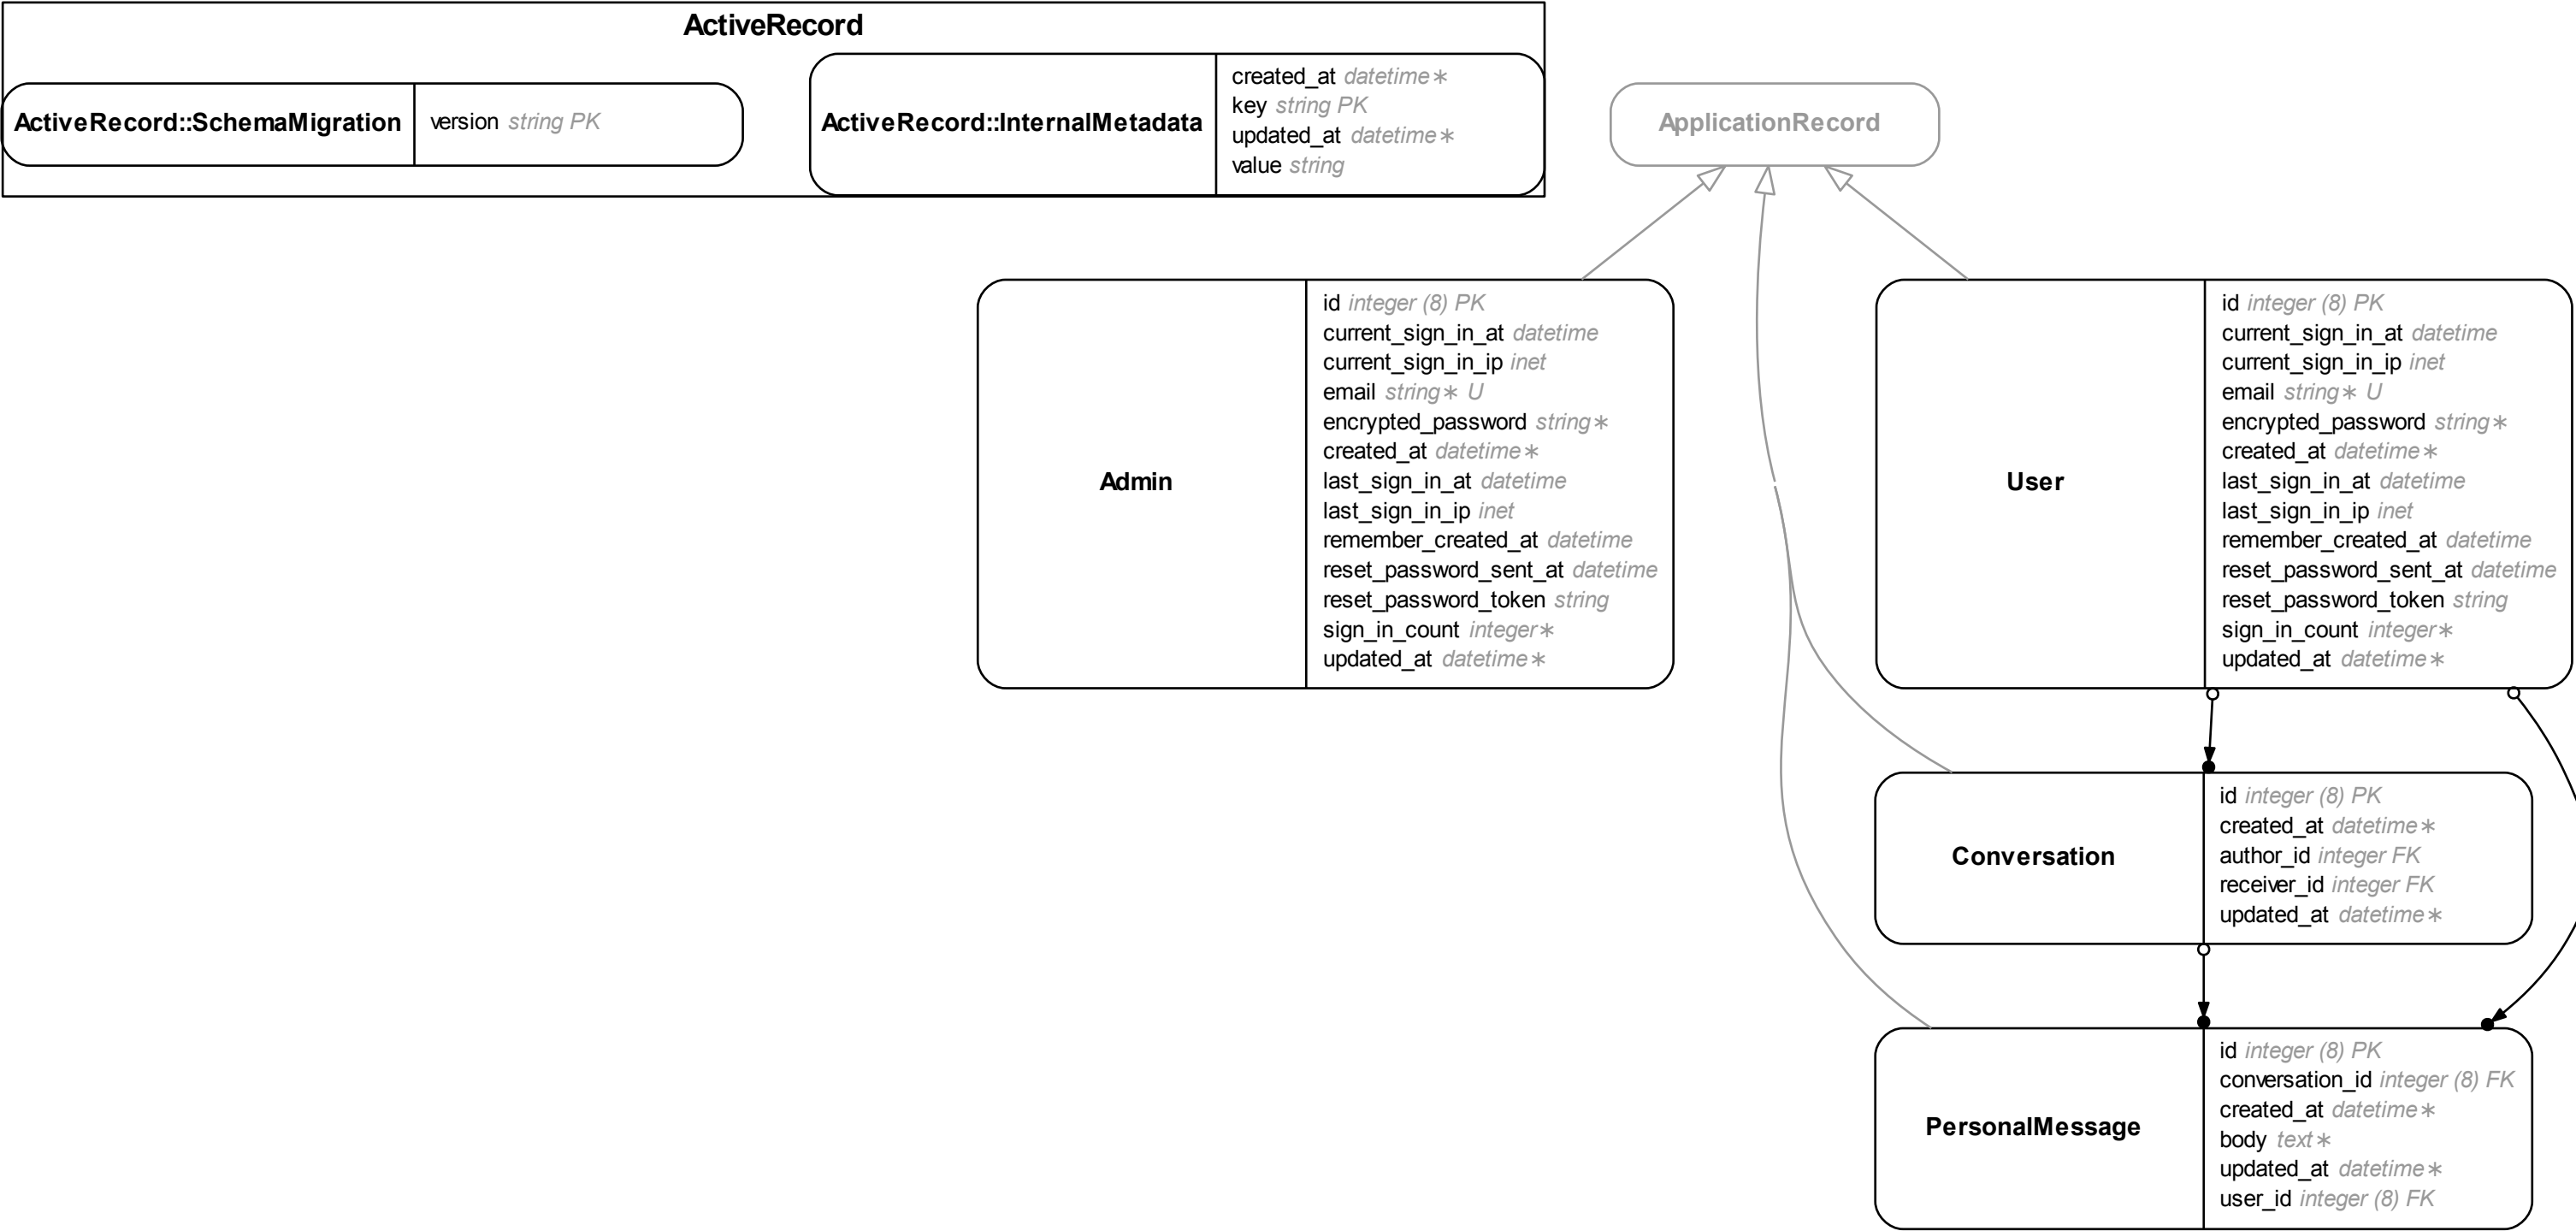 ActiveRecord
ActiveRecord::SchemaMigration
version string PK
ActiveRecord::InternalMetadata
created_at datetime∗
key string PK
updated_at datetime∗
value string
ApplicationRecord
Admin
id integer (8) PK
current_sign_in_at datetime
current_sign_in_ip inet
email string∗ U
encrypted_password string∗
created_at datetime∗
last_sign_in_at datetime
last_sign_in_ip inet
remember_created_at datetime
reset_password_sent_at datetime
reset_password_token string
sign_in_count integer∗
updated_at datetime∗
User
id integer (8) PK
current_sign_in_at datetime
current_sign_in_ip inet
email string∗ U
encrypted_password string∗
created_at datetime∗
last_sign_in_at datetime
last_sign_in_ip inet
remember_created_at datetime
reset_password_sent_at datetime
reset_password_token string
sign_in_count integer∗
updated_at datetime∗
Conversation
id integer (8) PK
created_at datetime∗
author_id integer FK
receiver_id integer FK
updated_at datetime∗
PersonalMessage
id integer (8) PK
conversation_id integer (8) FK
created_at datetime∗
body text∗
updated_at datetime∗
user_id integer (8) FK